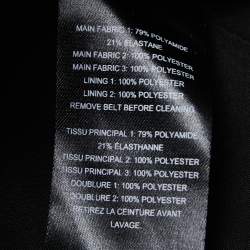 MAIN FABRIC 1: 79% POLYAMIDE
21% ELASTANE
MAIN FABRIC 2: 100% POLYESTER
MAIN FABRIC 3: 100% POLYESTER
LINING 1: 100% POLYESTER
LINING 2: 100% POLYESTER
REMOVE BELT BEFORE CLEANING
TISSU PRINCIPAL 1: 79% POLYAMIDE
21% ÉLASTHANNE
TISSU PRINCIPAL 2: 100% POLYESTER
TISSU PRINCIPAL 3: 100% POLYESTER
DOUBLURE 1: 100% POLYESTER
DOUBLURE 2: 100% POLYESTER
RETIREZ LA CEINTURE AVANT
LAVAGE.